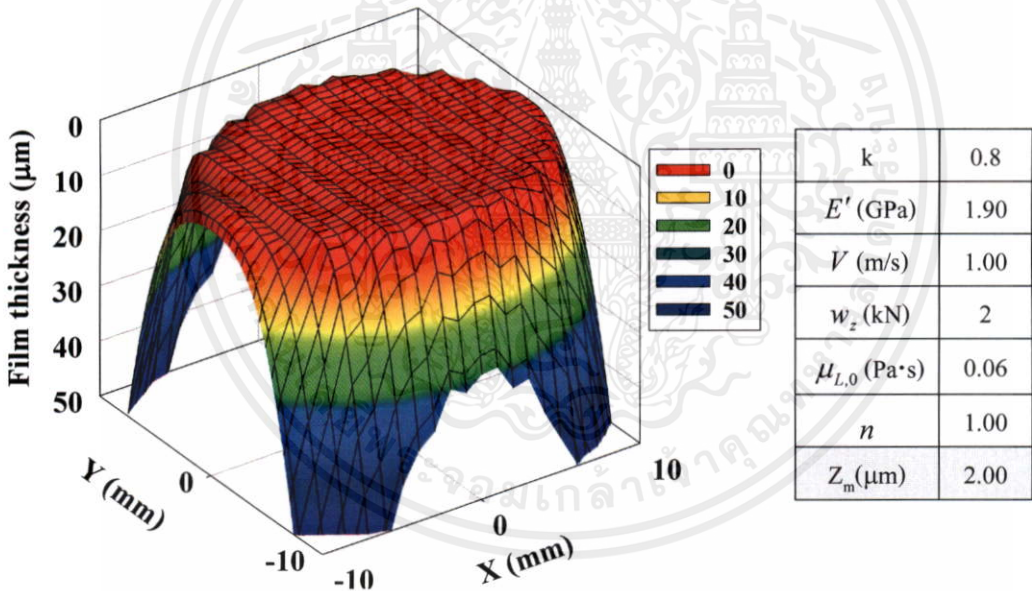 Film thickness (μm)
0
10
20
30
40
50
Y (mm)
0
-10
-10
0
10
X (mm)
0
10
20
30
40
50
k 0.8
E′ (GPa) 1.90
V (m/s) 1.00
w_z (kN) 2
μ_L,0 (Pa·s) 0.06
n 1.00
Z_m(μm) 2.00